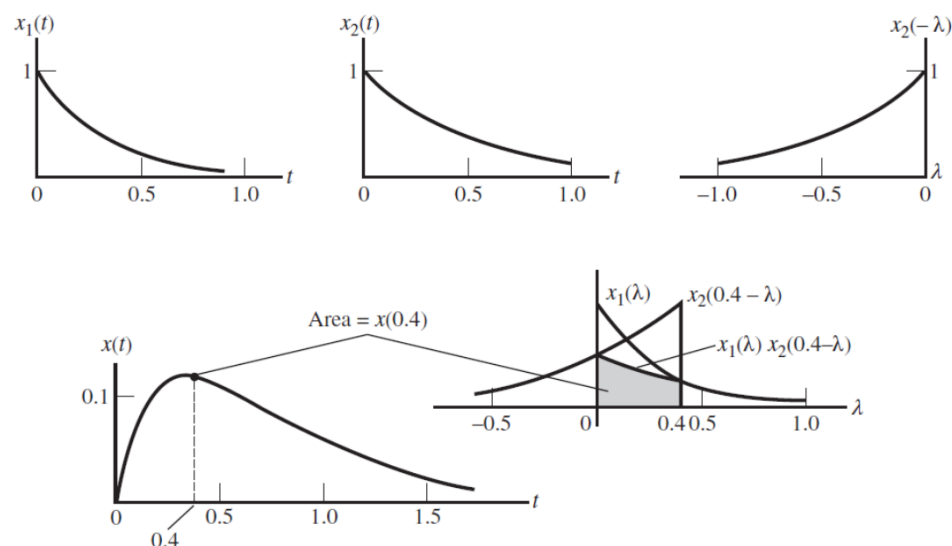 x₁(t)
1
0 0.5 1.0 t
x₂(t)
1
0 0.5 1.0 t
x₂(– λ)
1
λ
–1.0 –0.5 0
x(t)
0.1
0 0.5 1.0 1.5 t
0.4
Area = x(0.4)
x₁(λ) x₂(0.4 – λ)
x₁(λ) x₂(0.4–λ)
–0.5 0 0.4 0.5 1.0 λ